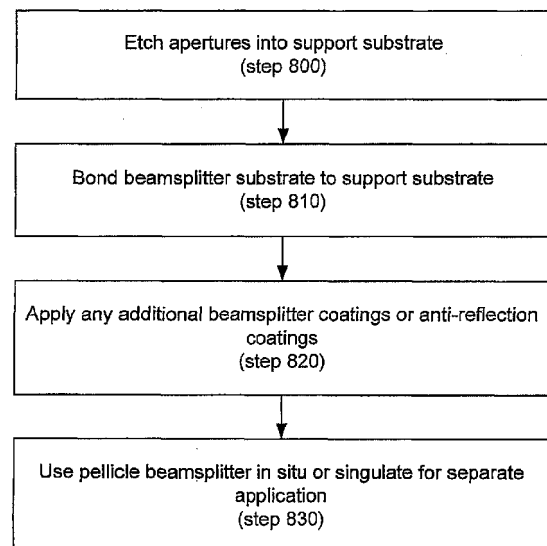 Etch apertures into support substrate
(step 800)
Bond beamsplitter substrate to support substrate
(step 810)
Apply any additional beamsplitter coatings or anti-reflection
coatings
(step 820)
Use pellicle beamsplitter in situ or singulate for separate
application
(step 830)